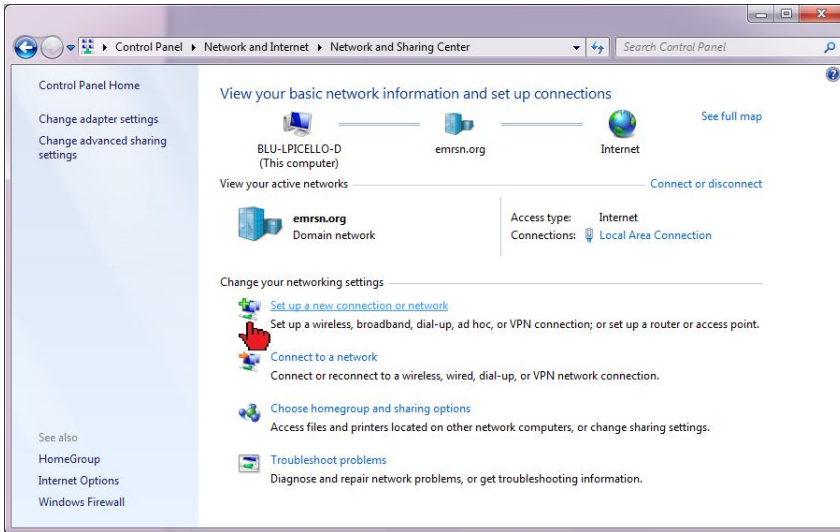 Control Panel ▸ Network and Internet ▸ Network and Sharing Center
Search Control Panel
Control Panel Home
Change adapter settings
Change advanced sharing
settings
See also
HomeGroup
Internet Options
Windows Firewall
View your basic network information and set up connections
See full map
BLU-LPICELLO-D
(This computer)
emrsn.org
Internet
View your active networks
Connect or disconnect
emrsn.org
Domain network
Access type: Internet
Connections: Local Area Connection
Change your networking settings
Set up a new connection or network
Set up a wireless, broadband, dial-up, ad hoc, or VPN connection; or set up a router or access point.
Connect to a network
Connect or reconnect to a wireless, wired, dial-up, or VPN network connection.
Choose homegroup and sharing options
Access files and printers located on other network computers, or change sharing settings.
Troubleshoot problems
Diagnose and repair network problems, or get troubleshooting information.